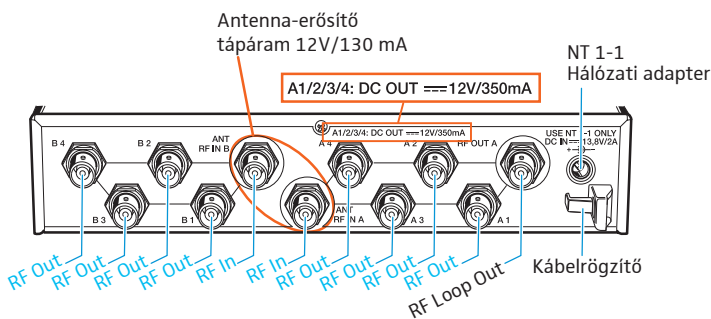 Antenna-erősítő
tápáram 12V/130 mA
NT 1-1
Hálózati adapter
A1/2/3/4: DC OUT ⎓12V/350mA
A1/2/3/4: DC OUT ⎓12V/350mA
B 4
B 2
ANT
RF IN B
A 4
A 2
RF OUT A
USE NT 1-1 ONLY
DC IN⎓13,8V/2A
B 3
B 1
ANT
RF IN A
A 3
A 1
RF Out
RF Out
RF Out
RF Out
RF In
RF In
RF Out
RF Out
RF Out
RF Out
RF Loop Out
Kábelrögzítő